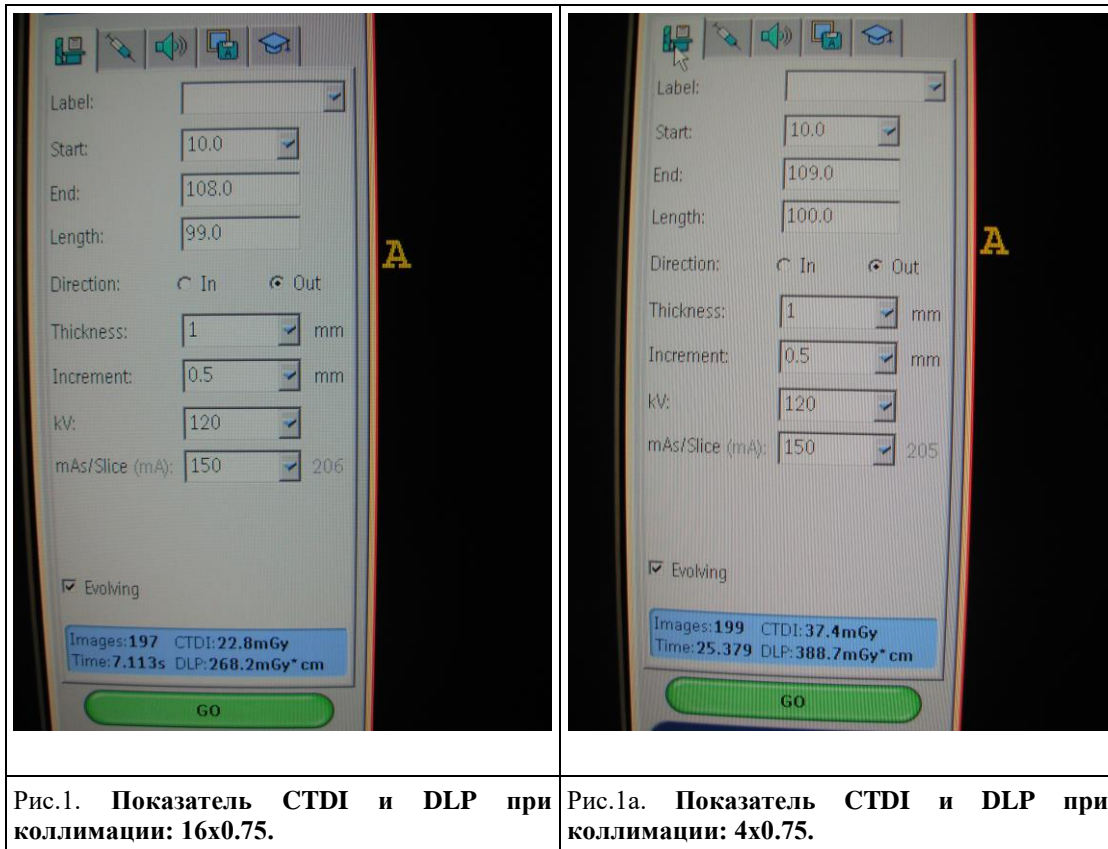 Label:
Start: 10.0
End: 108.0
Length: 99.0
A
Direction: In Out
Thickness: 1 mm
Increment: 0.5 mm
kV: 120
mAs/Slice (mA): 150 206
Evolving
Images:197 CTDI:22.8mGy
Time:7.113s DLP:268.2mGy*cm
GO
Label:
Start: 10.0
End: 109.0
Length: 100.0
A
Direction: In Out
Thickness: 1 mm
Increment: 0.5 mm
kV: 120
mAs/Slice (mA): 150 205
Evolving
Images:199 CTDI:37.4mGy
Time:25.379 DLP:388.7mGy*cm
GO
Рис.1. Показатель CTDI и DLP при
коллимации: 16x0.75.
Рис.1а. Показатель CTDI и DLP при
коллимации: 4x0.75.